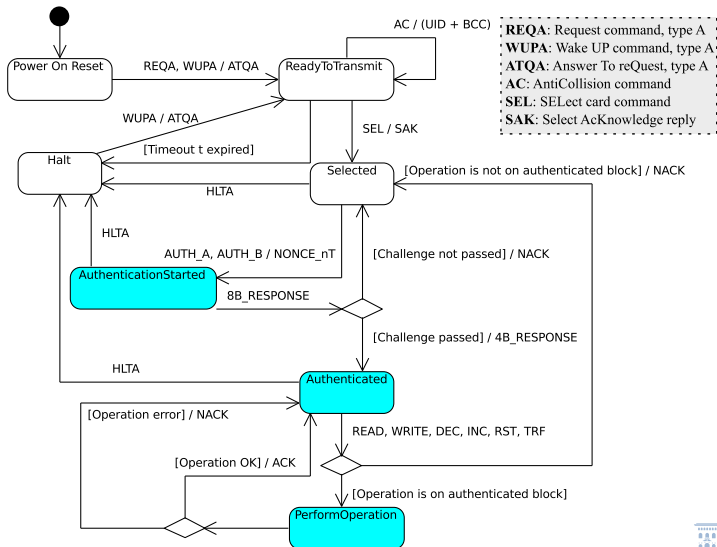 AC / (UID + BCC)
REQA: Request command, type A
WUPA: Wake UP command, type A
ATQA: Answer To reQuest, type A
AC: AntiCollision command
SEL: SELect card command
SAK: Select AcKnowledge reply
Power On Reset
REQA, WUPA / ATQA
ReadyToTransmit
WUPA / ATQA
SEL / SAK
[Timeout t expired]
Halt
Selected
[Operation is not on authenticated block] / NACK
HLTA
HLTA
AUTH_A, AUTH_B / NONCE_nT
[Challenge not passed] / NACK
AuthenticationStarted
8B_RESPONSE
[Challenge passed] / 4B_RESPONSE
HLTA
Authenticated
[Operation error] / NACK
READ, WRITE, DEC, INC, RST, TRF
[Operation OK] / ACK
[Operation is on authenticated block]
PerformOperation